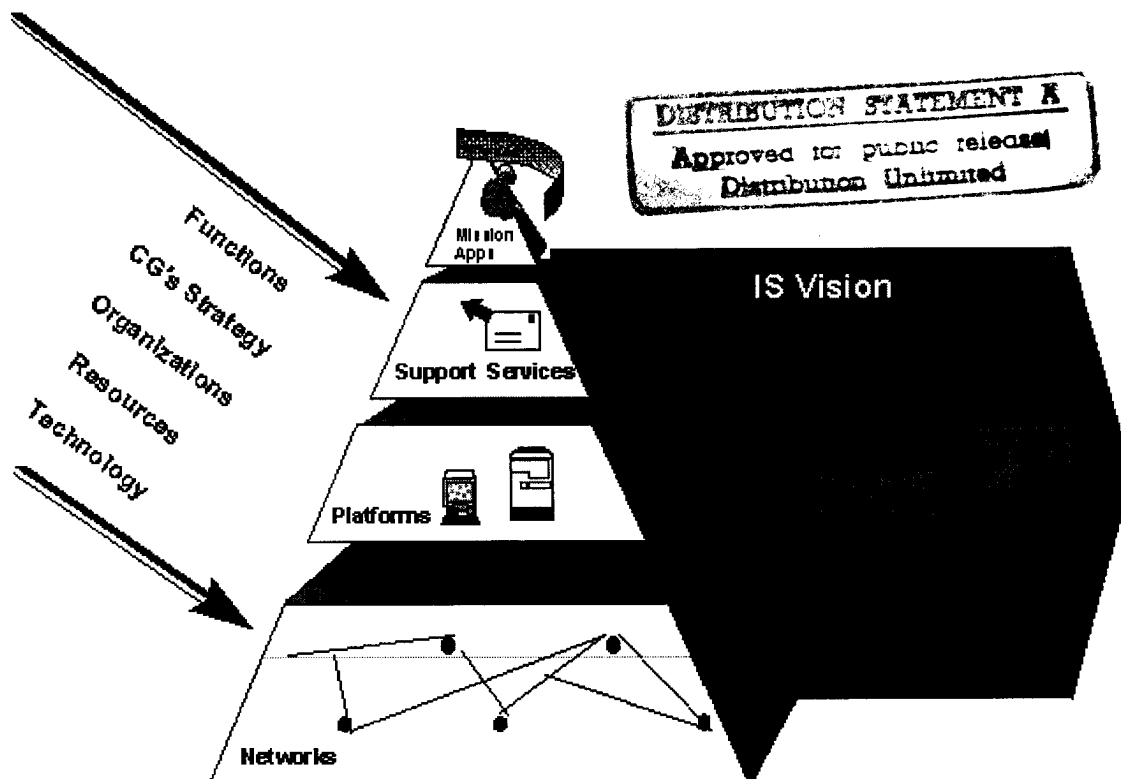 DISTRIBUTION STATEMENT A
Approved for public release;
Distribution Unlimited
Functions
CG's Strategy
Organizations
Resources
Technology
Mission
Apps
IS Vision
Support Services
Platforms
Networks